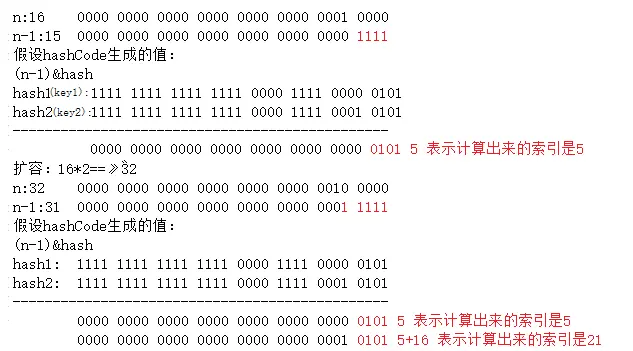 n:16 0000 0000 0000 0000 0000 0000 0001 0000
n-1:15 0000 0000 0000 0000 0000 0000 0000 1111
假设hashCode生成的值：
(n-1)&hash
hash1(key1):1111 1111 1111 1111 0000 1111 0000 0101
hash2(key2):1111 1111 1111 1111 0000 1111 0001 0101
-----------------------------------------------
0000 0000 0000 0000 0000 0000 0000 0101 5 表示计算出来的索引是5
扩容：16*2==》32
n:32 0000 0000 0000 0000 0000 0000 0010 0000
n-1:31 0000 0000 0000 0000 0000 0000 0001 1111
假设hashCode生成的值：
(n-1)&hash
hash1: 1111 1111 1111 1111 0000 1111 0000 0101
hash2: 1111 1111 1111 1111 0000 1111 0001 0101
-----------------------------------------------
0000 0000 0000 0000 0000 0000 0000 0101 5 表示计算出来的索引是5
0000 0000 0000 0000 0000 0000 0001 0101 5+16 表示计算出来的索引是21